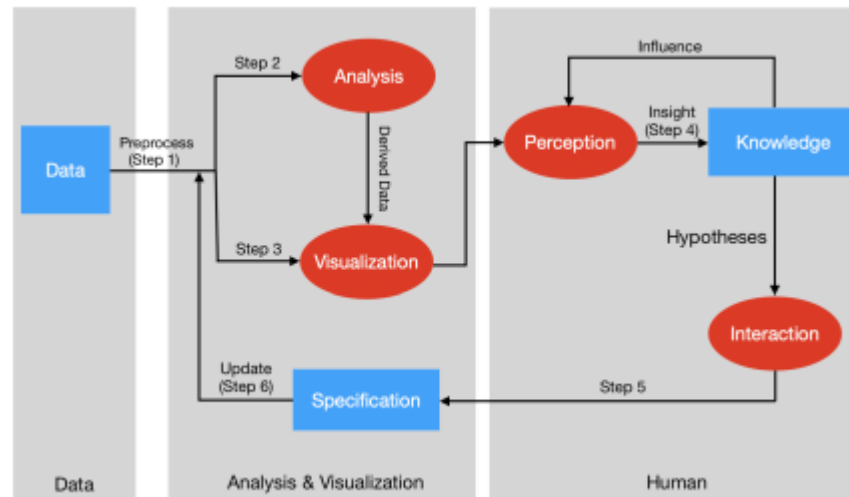 Influence
Step 2
Analysis
Insight
(Step 4)
Preprocess
(Step 1)
Data
Derived Data
Perception
Knowledge
Step 3
Visualization
Hypotheses
Interaction
Update
(Step 6)
Specification
Step 5
Data
Analysis & Visualization
Human